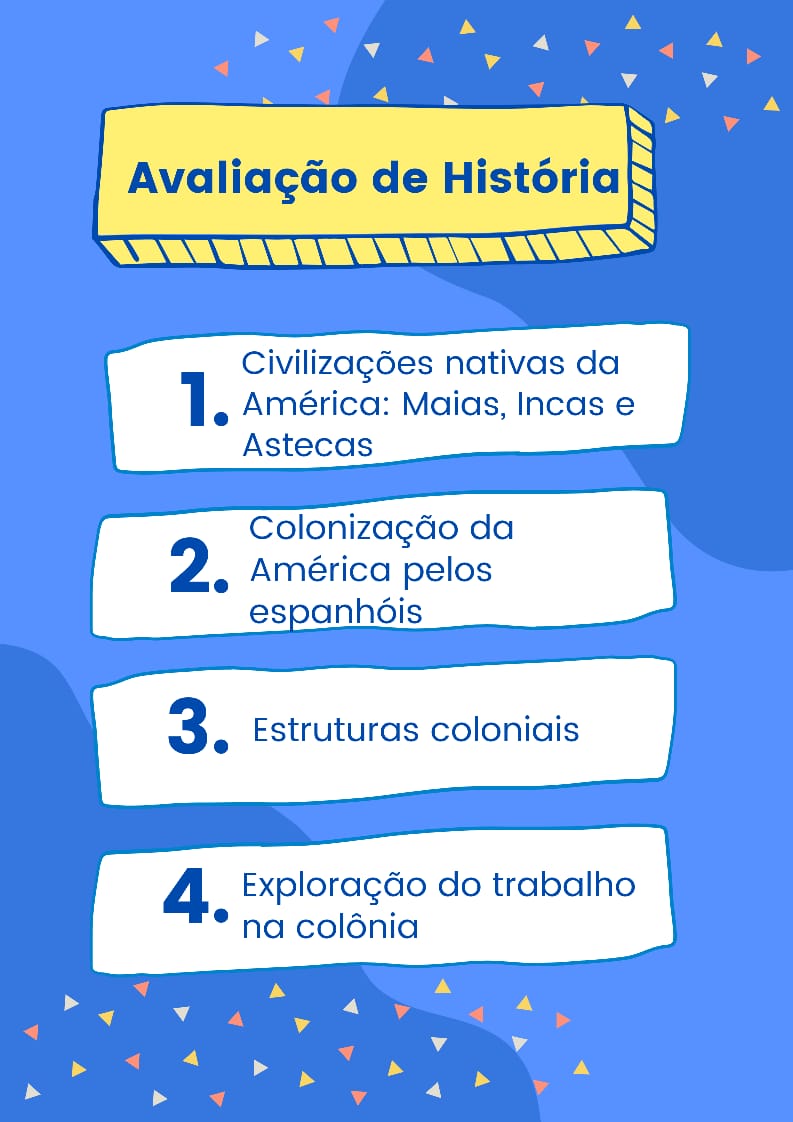 Avaliação de História
1. Civilizações nativas da
América: Maias, Incas e
Astecas
2. Colonização da
América pelos
espanhóis
3. Estruturas coloniais
4. Exploração do trabalho
na colônia